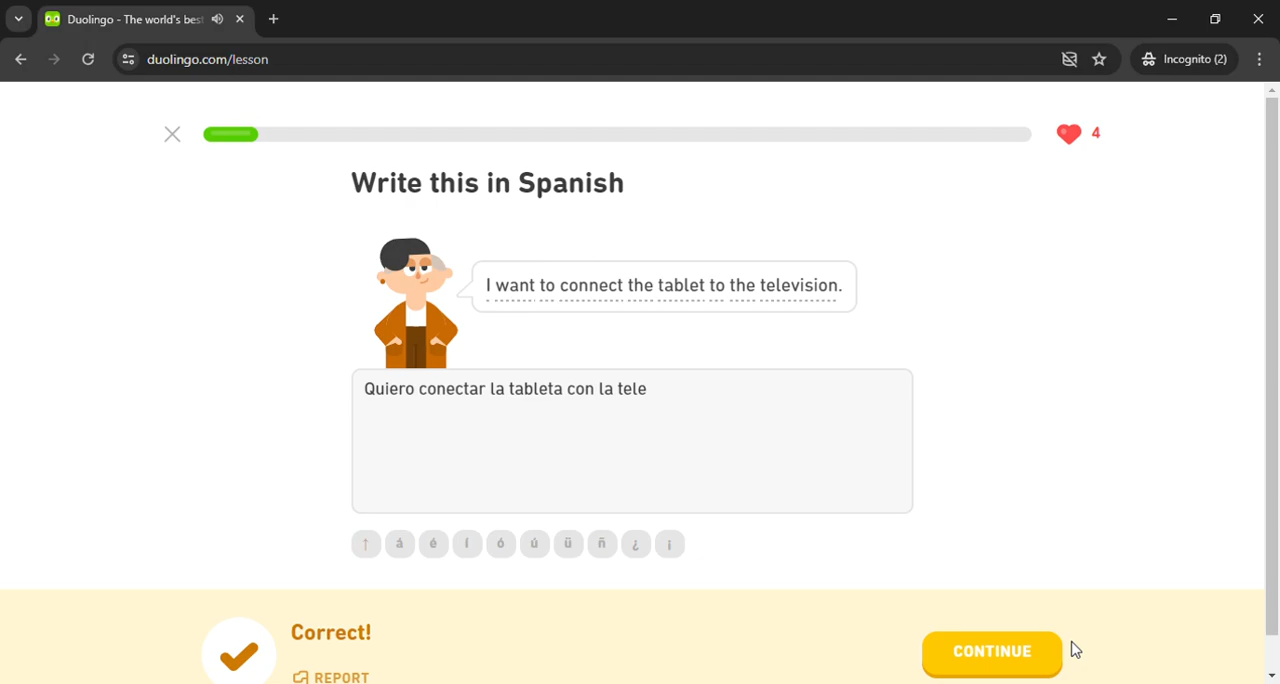 Duolingo - The world's best
duolingo.com/lesson
Incognito (2)
4
Write this in Spanish
I want to connect the tablet to the television.
Quiero conectar la tableta con la tele
↑ á é í ó ú ü ñ ¿ ¡
Correct!
CONTINUE
REPORT